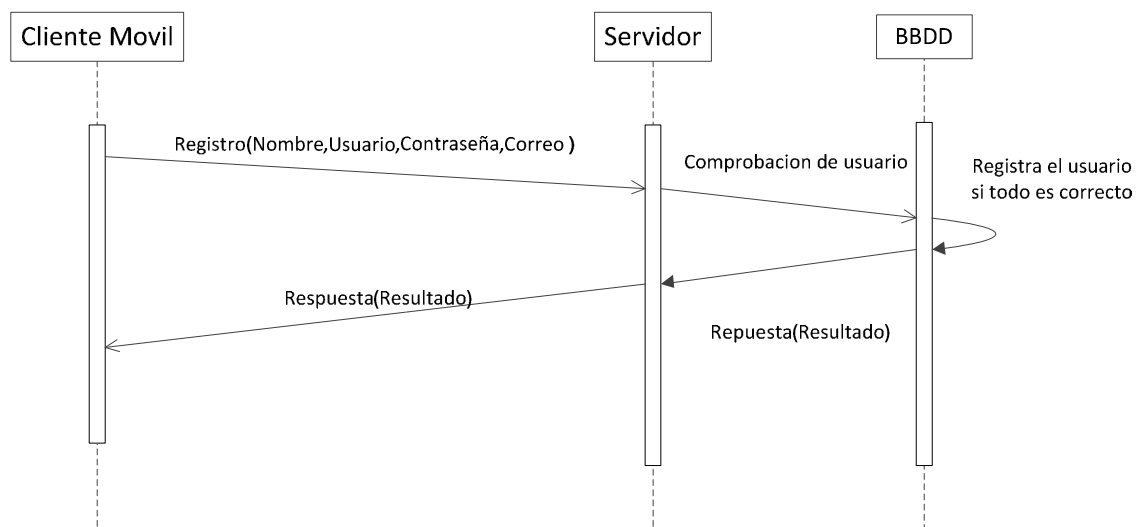 Cliente Movil
Servidor
BBDD
Registro(Nombre,Usuario,Contraseña,Correo )
Comprobacion de usuario
Registra el usuario
si todo es correcto
Respuesta(Resultado)
Repuesta(Resultado)